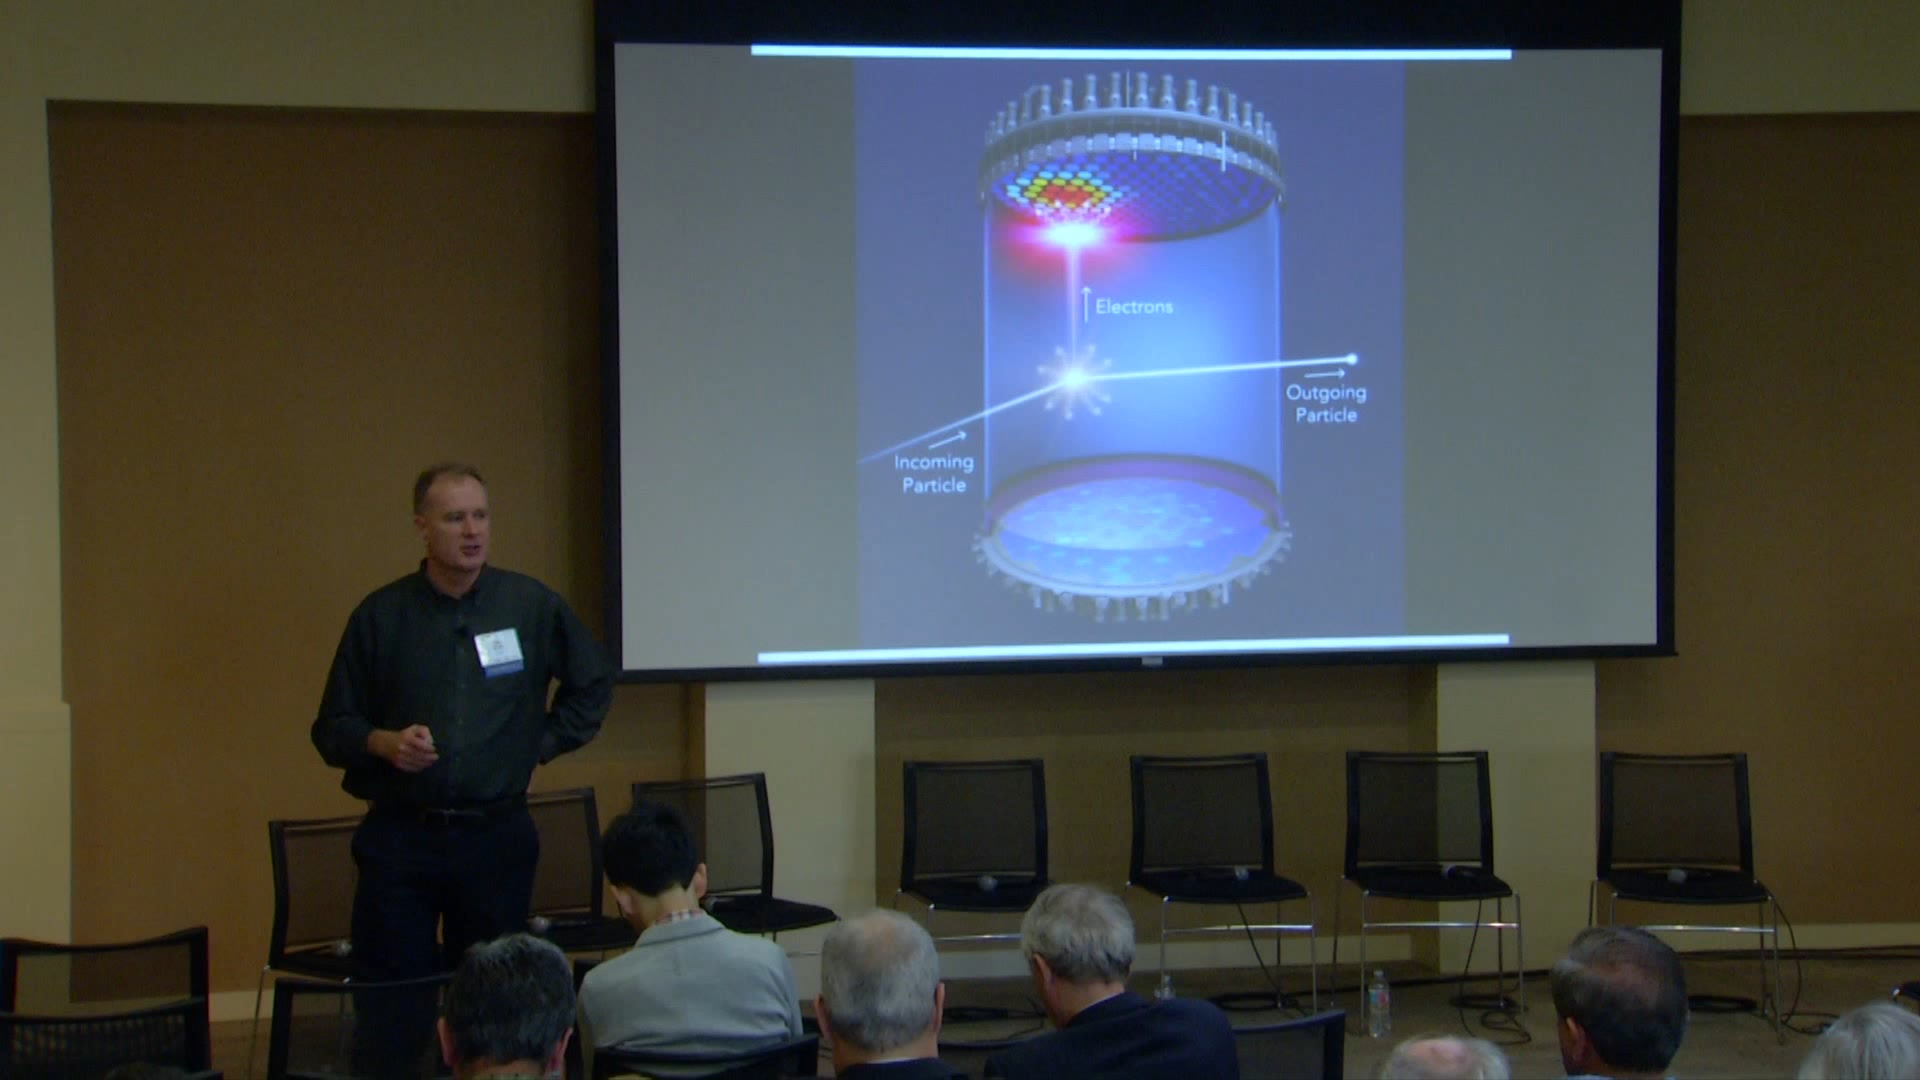 Electrons
Outgoing
Particle
Incoming
Particle